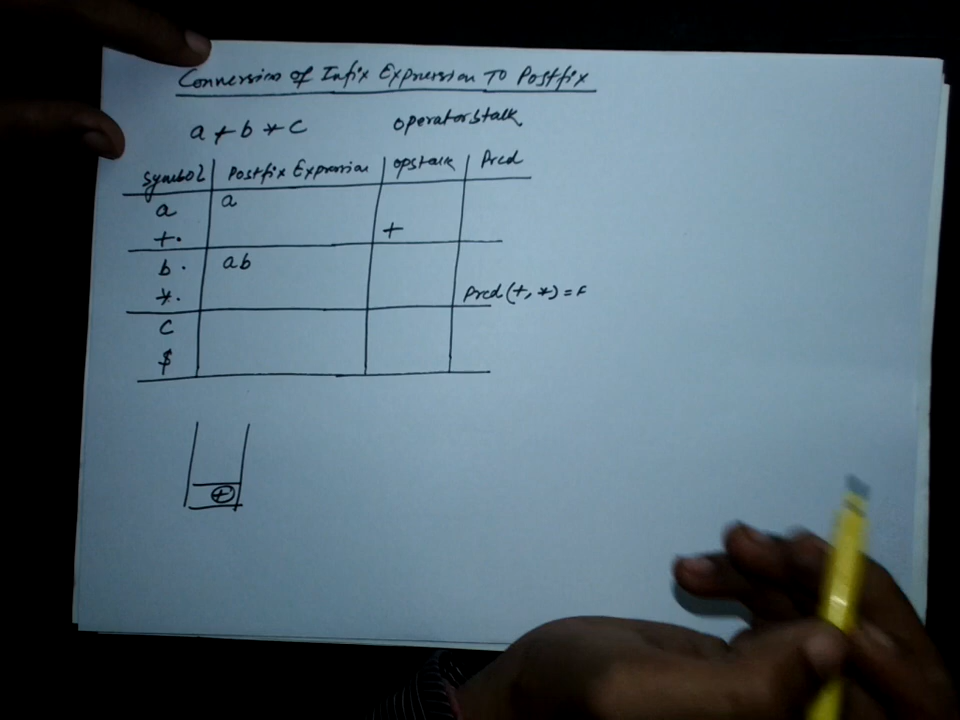 Conversion of Infix Expression To Postfix
a + b * c operatorstack
symbol Postfix Expression opstack Pred
a a
+. +
b. ab
*. Pred(+, *) = F
C
$
+